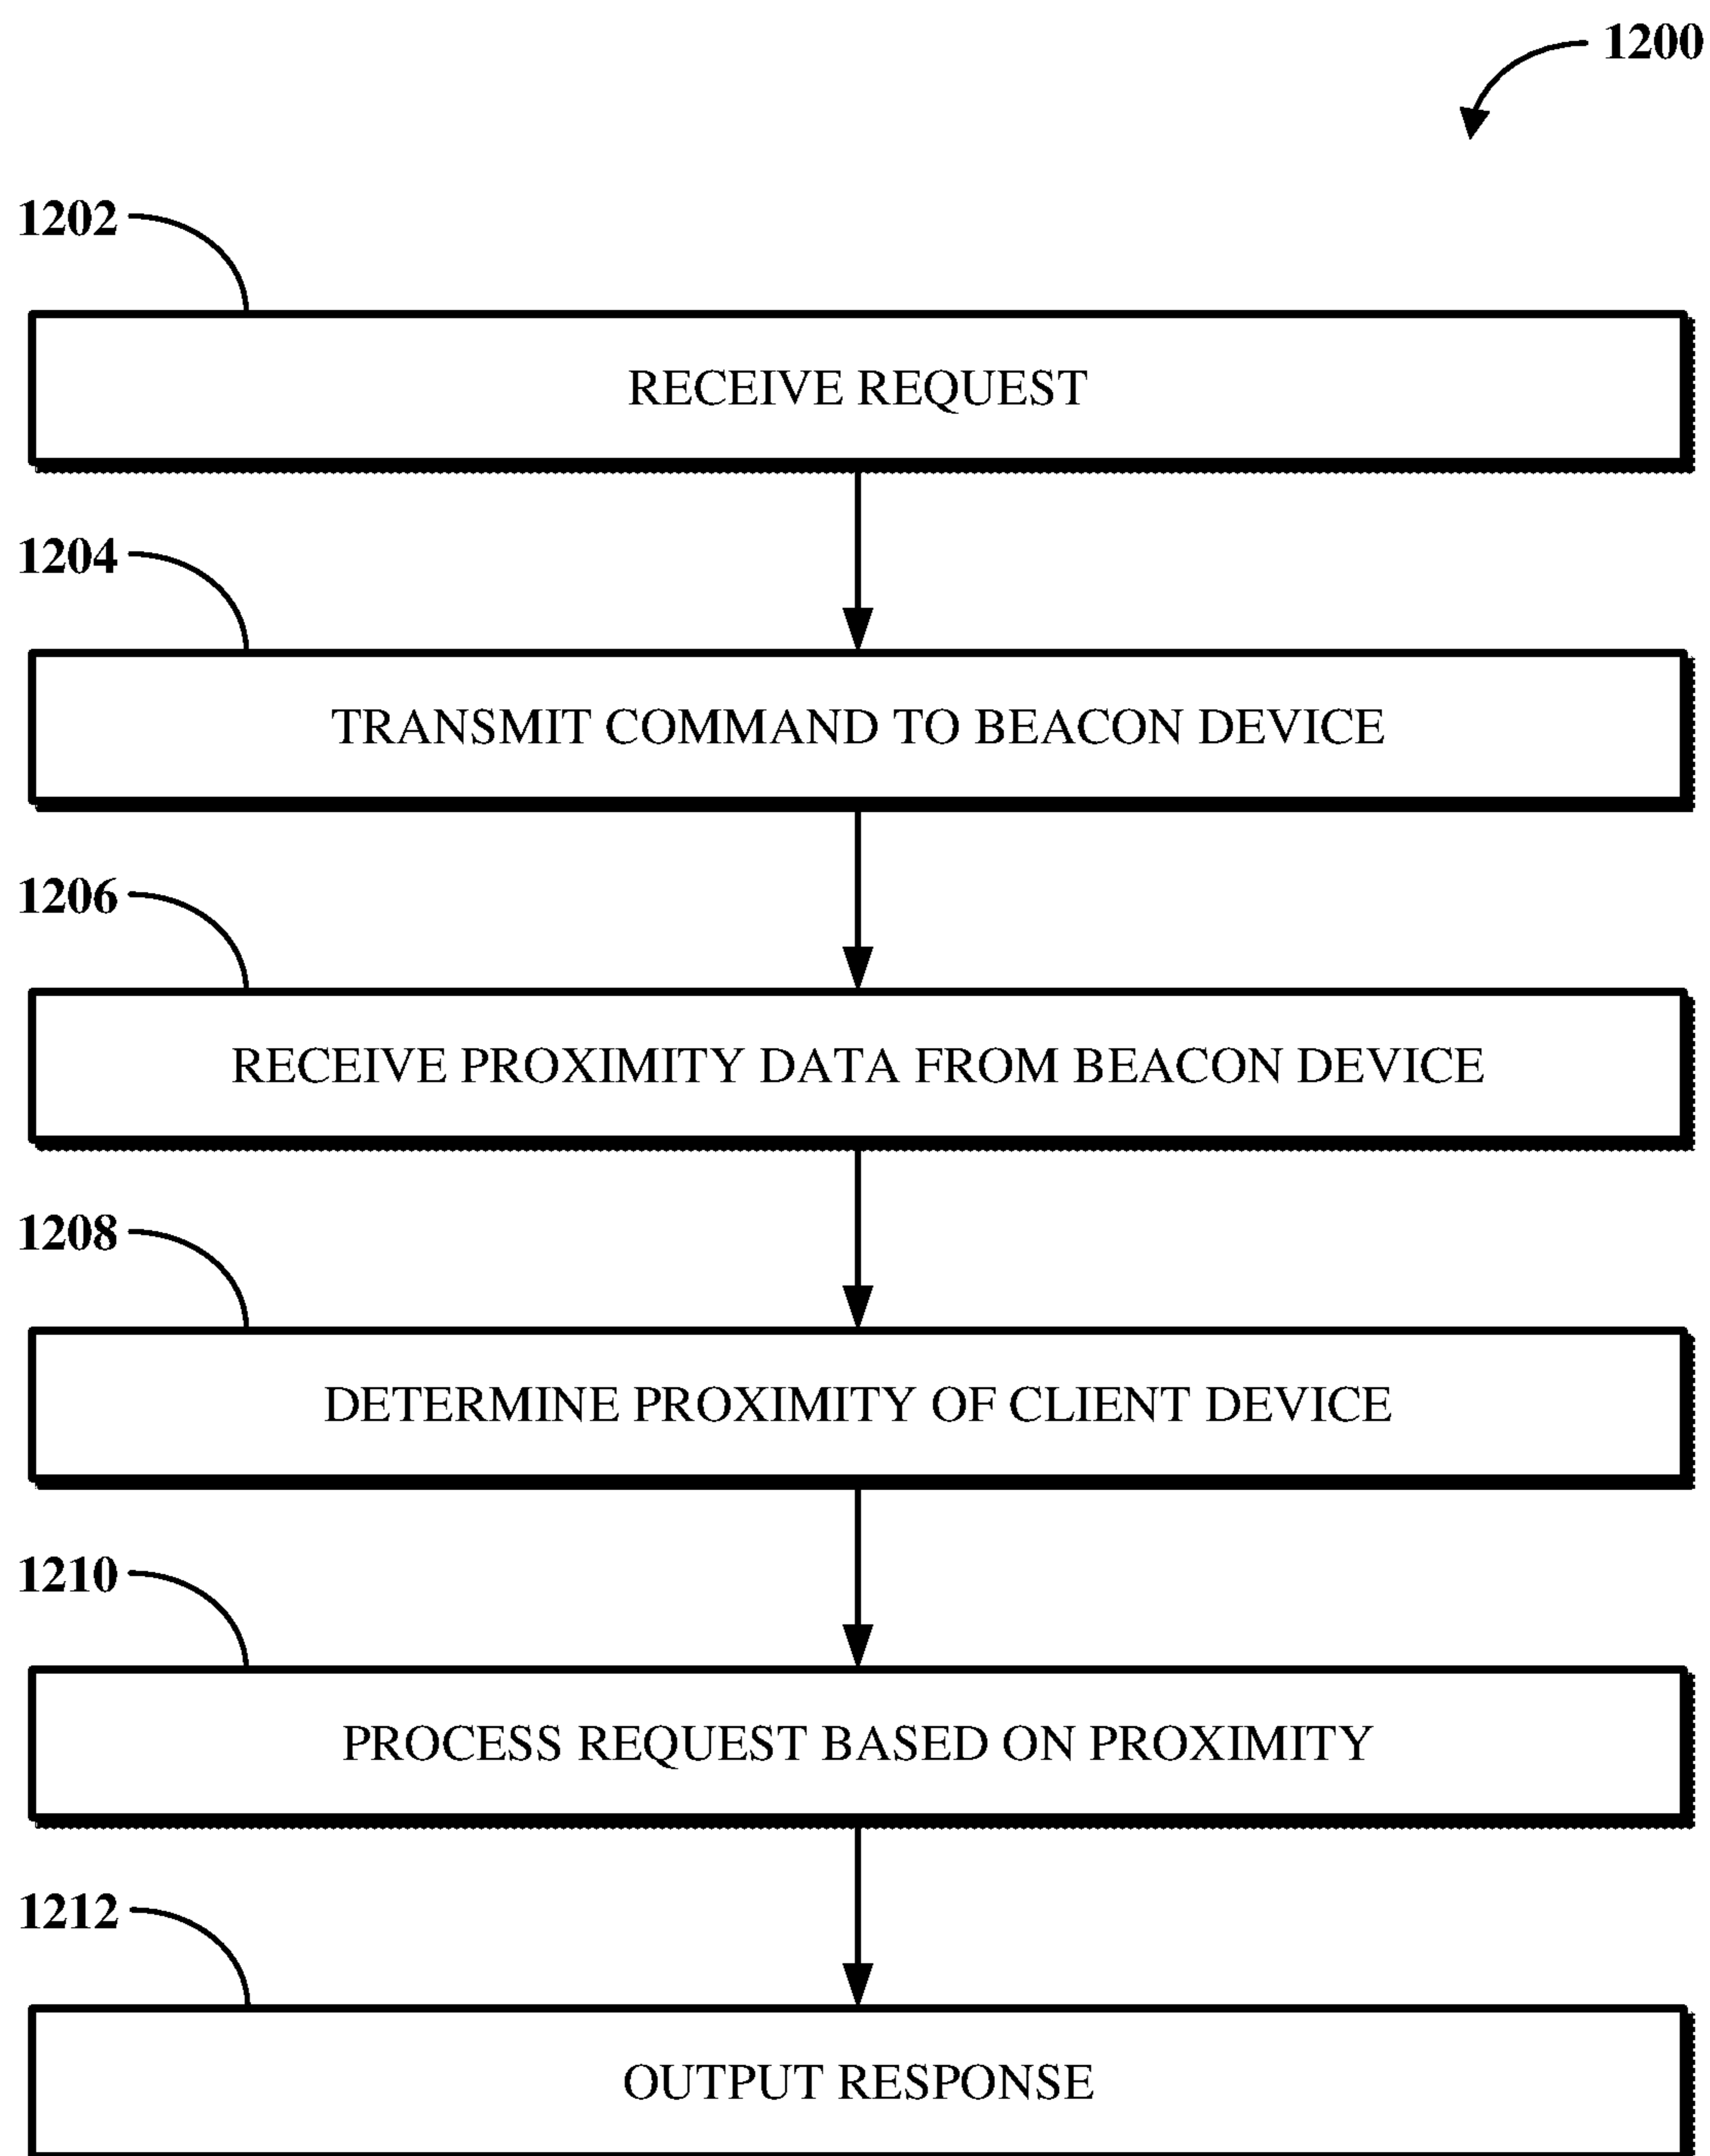 1200
1202
RECEIVE REQUEST
1204
TRANSMIT COMMAND TO BEACON DEVICE
1206
RECEIVE PROXIMITY DATA FROM BEACON DEVICE
1208
DETERMINE PROXIMITY OF CLIENT DEVICE
1210
PROCESS REQUEST BASED ON PROXIMITY
1212
OUTPUT RESPONSE